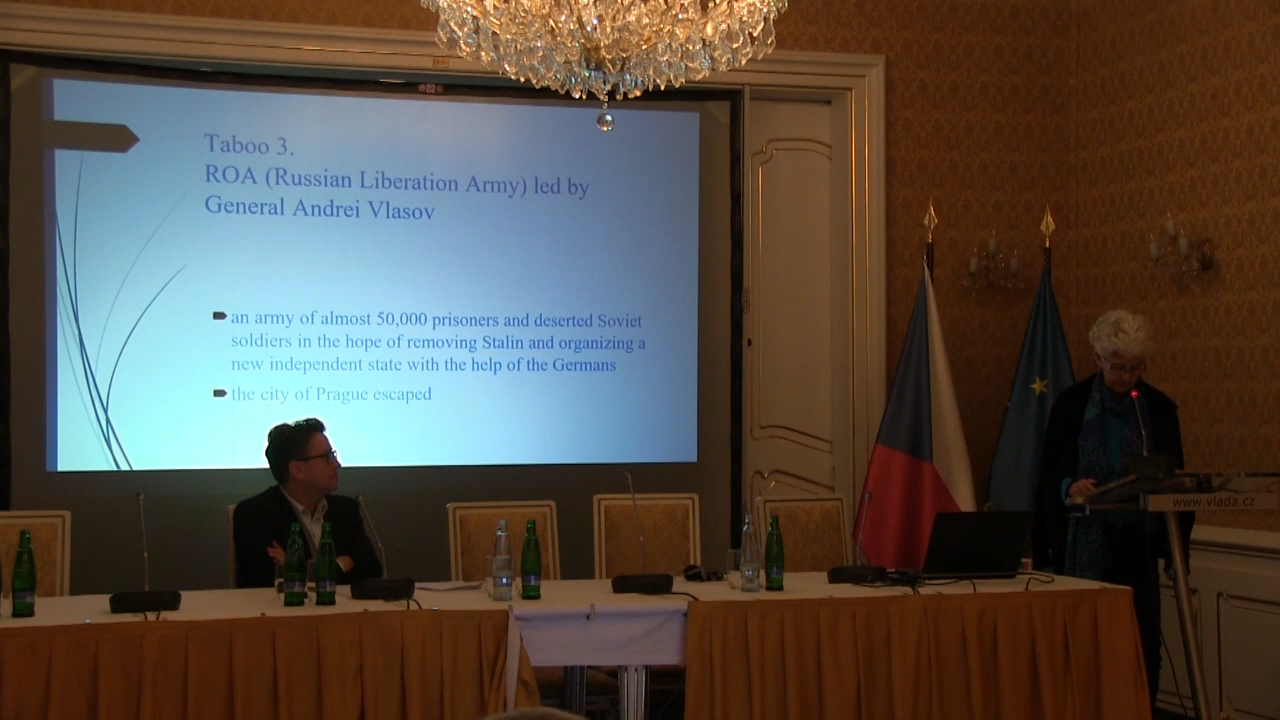 Taboo 3.
ROA (Russian Liberation Army) led by
General Andrei Vlasov
an army of almost 50,000 prisoners and deserted Soviet
soldiers in the hope of removing Stalin and organizing a
new independent state with the help of the Germans
the city of Prague escaped
www.vlada.cz